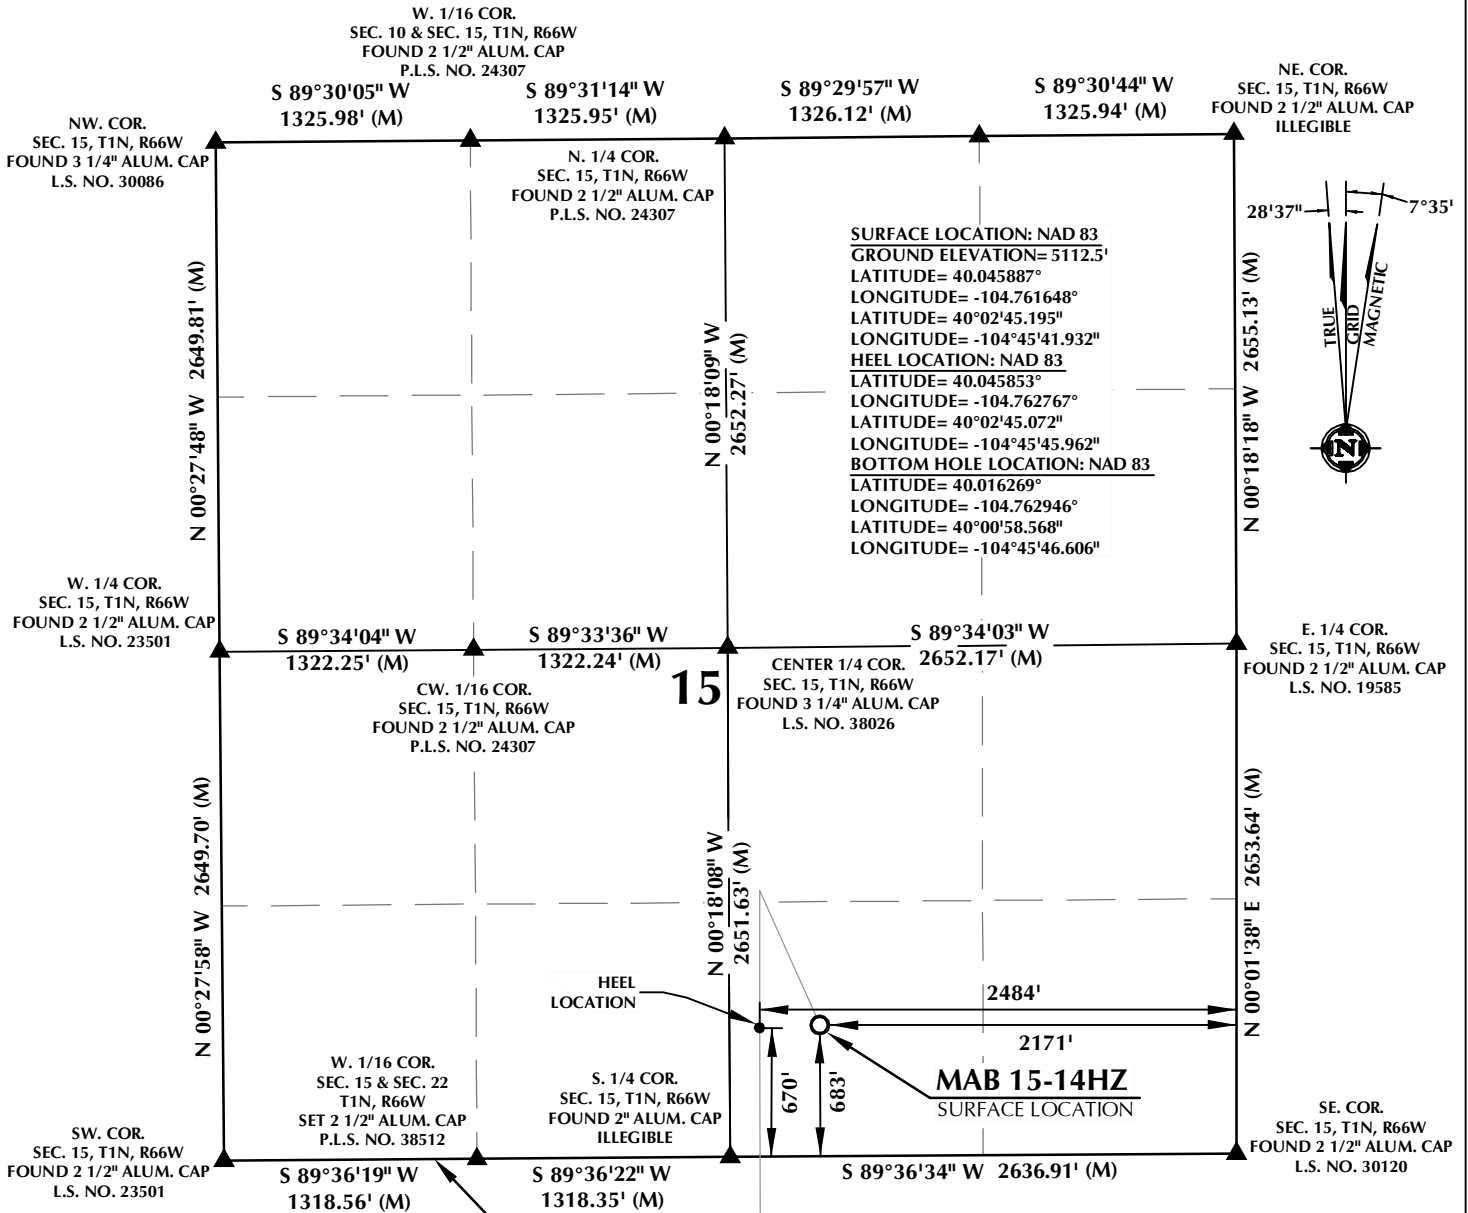 W. 1/16 COR.
SEC. 10 & SEC. 15, T1N, R66W
FOUND 2 1/2" ALUM. CAP
P.L.S. NO. 24307
S 89°30'05" W
1325.98' (M)
S 89°31'14" W
1325.95' (M)
S 89°29'57" W
1326.12' (M)
S 89°30'44" W
1325.94' (M)
NE. COR.
SEC. 15, T1N, R66W
FOUND 2 1/2" ALUM. CAP
ILLEGIBLE
NW. COR.
SEC. 15, T1N, R66W
FOUND 3 1/4" ALUM. CAP
L.S. NO. 30086
N. 1/4 COR.
SEC. 15, T1N, R66W
FOUND 2 1/2" ALUM. CAP
P.L.S. NO. 24307
28'37"
7°35'
TRUE
GRID
MAGNETIC
N
SURFACE LOCATION: NAD 83
GROUND ELEVATION= 5112.5'
LATITUDE= 40.045887°
LONGITUDE= -104.761648°
LATITUDE= 40°02'45.195"
LONGITUDE= -104°45'41.932"
HEEL LOCATION: NAD 83
LATITUDE= 40.045853°
LONGITUDE= -104.762767°
LATITUDE= 40°02'45.072"
LONGITUDE= -104°45'45.962"
BOTTOM HOLE LOCATION: NAD 83
LATITUDE= 40.016269°
LONGITUDE= -104.762946°
LATITUDE= 40°00'58.568"
LONGITUDE= -104°45'46.606"
N 00°27'48" W 2649.81' (M)
N 00°18'09" W
2652.27' (M)
N 00°18'18" W 2655.13' (M)
W. 1/4 COR.
SEC. 15, T1N, R66W
FOUND 2 1/2" ALUM. CAP
L.S. NO. 23501
S 89°34'04" W
1322.25' (M)
S 89°33'36" W
1322.24' (M)
S 89°34'03" W
2652.17' (M)
E. 1/4 COR.
SEC. 15, T1N, R66W
FOUND 2 1/2" ALUM. CAP
L.S. NO. 19585
CW. 1/16 COR.
SEC. 15, T1N, R66W
FOUND 2 1/2" ALUM. CAP
P.L.S. NO. 24307
15
CENTER 1/4 COR.
SEC. 15, T1N, R66W
FOUND 3 1/4" ALUM. CAP
L.S. NO. 38026
N 00°27'58" W 2649.70' (M)
N 00°18'08" W
2651.63' (M)
N 00°01'38" E 2653.64' (M)
HEEL
LOCATION
2484'
2171'
670'
683'
MAB 15-14HZ
SURFACE LOCATION
W. 1/16 COR.
SEC. 15 & SEC. 22
T1N, R66W
SET 2 1/2" ALUM. CAP
P.L.S. NO. 38512
S. 1/4 COR.
SEC. 15, T1N, R66W
FOUND 2" ALUM. CAP
ILLEGIBLE
SW. COR.
SEC. 15, T1N, R66W
FOUND 2 1/2" ALUM. CAP
L.S. NO. 23501
SE. COR.
SEC. 15, T1N, R66W
FOUND 2 1/2" ALUM. CAP
L.S. NO. 30120
S 89°36'19" W
1318.56' (M)
S 89°36'22" W
1318.35' (M)
S 89°36'34" W 2636.91' (M)